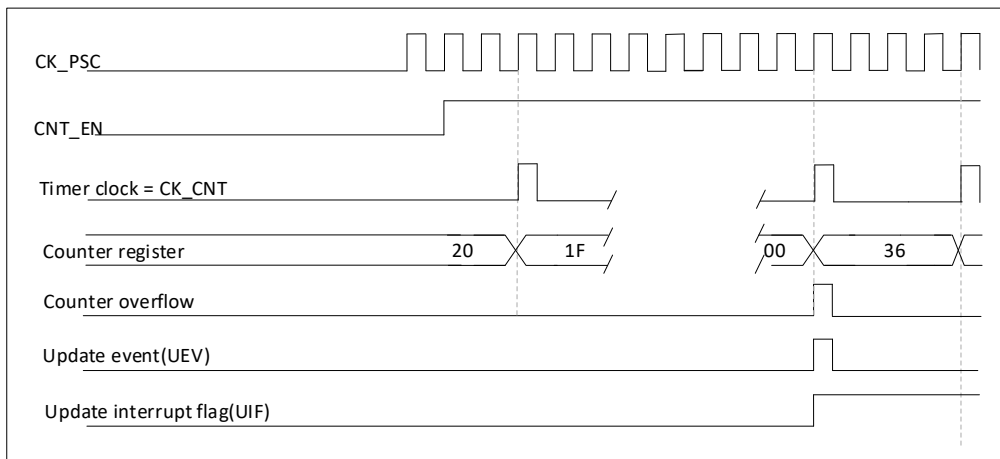 CK_PSC
CNT_EN
Timer clock = CK_CNT
Counter register 20 1F 00 36
Counter overflow
Update event(UEV)
Update interrupt flag(UIF)